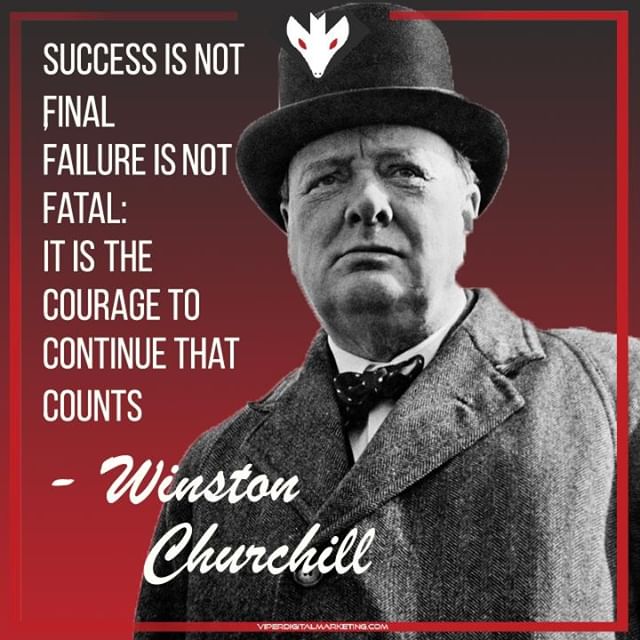 SUCCESS IS NOT
,FINAL
FAILURE IS NOT
FATAL:
IT IS THE
COURAGE TO
CONTINUE THAT
COUNTS
- Winston
Churchill
VIPERDIGITALMARKETING.COM